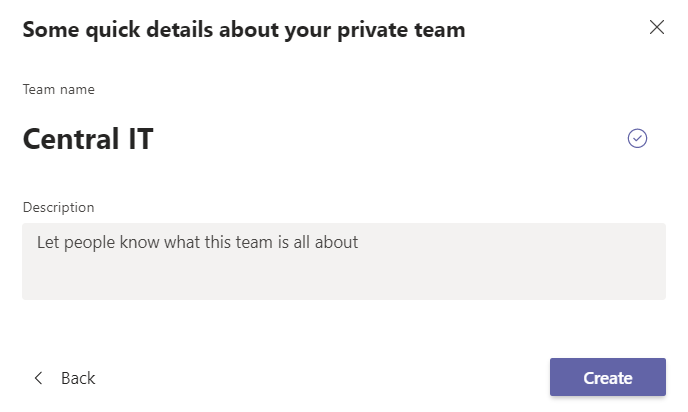 Some quick details about your private team
Team name
Central IT
Description
Let people know what this team is all about
Back
Create